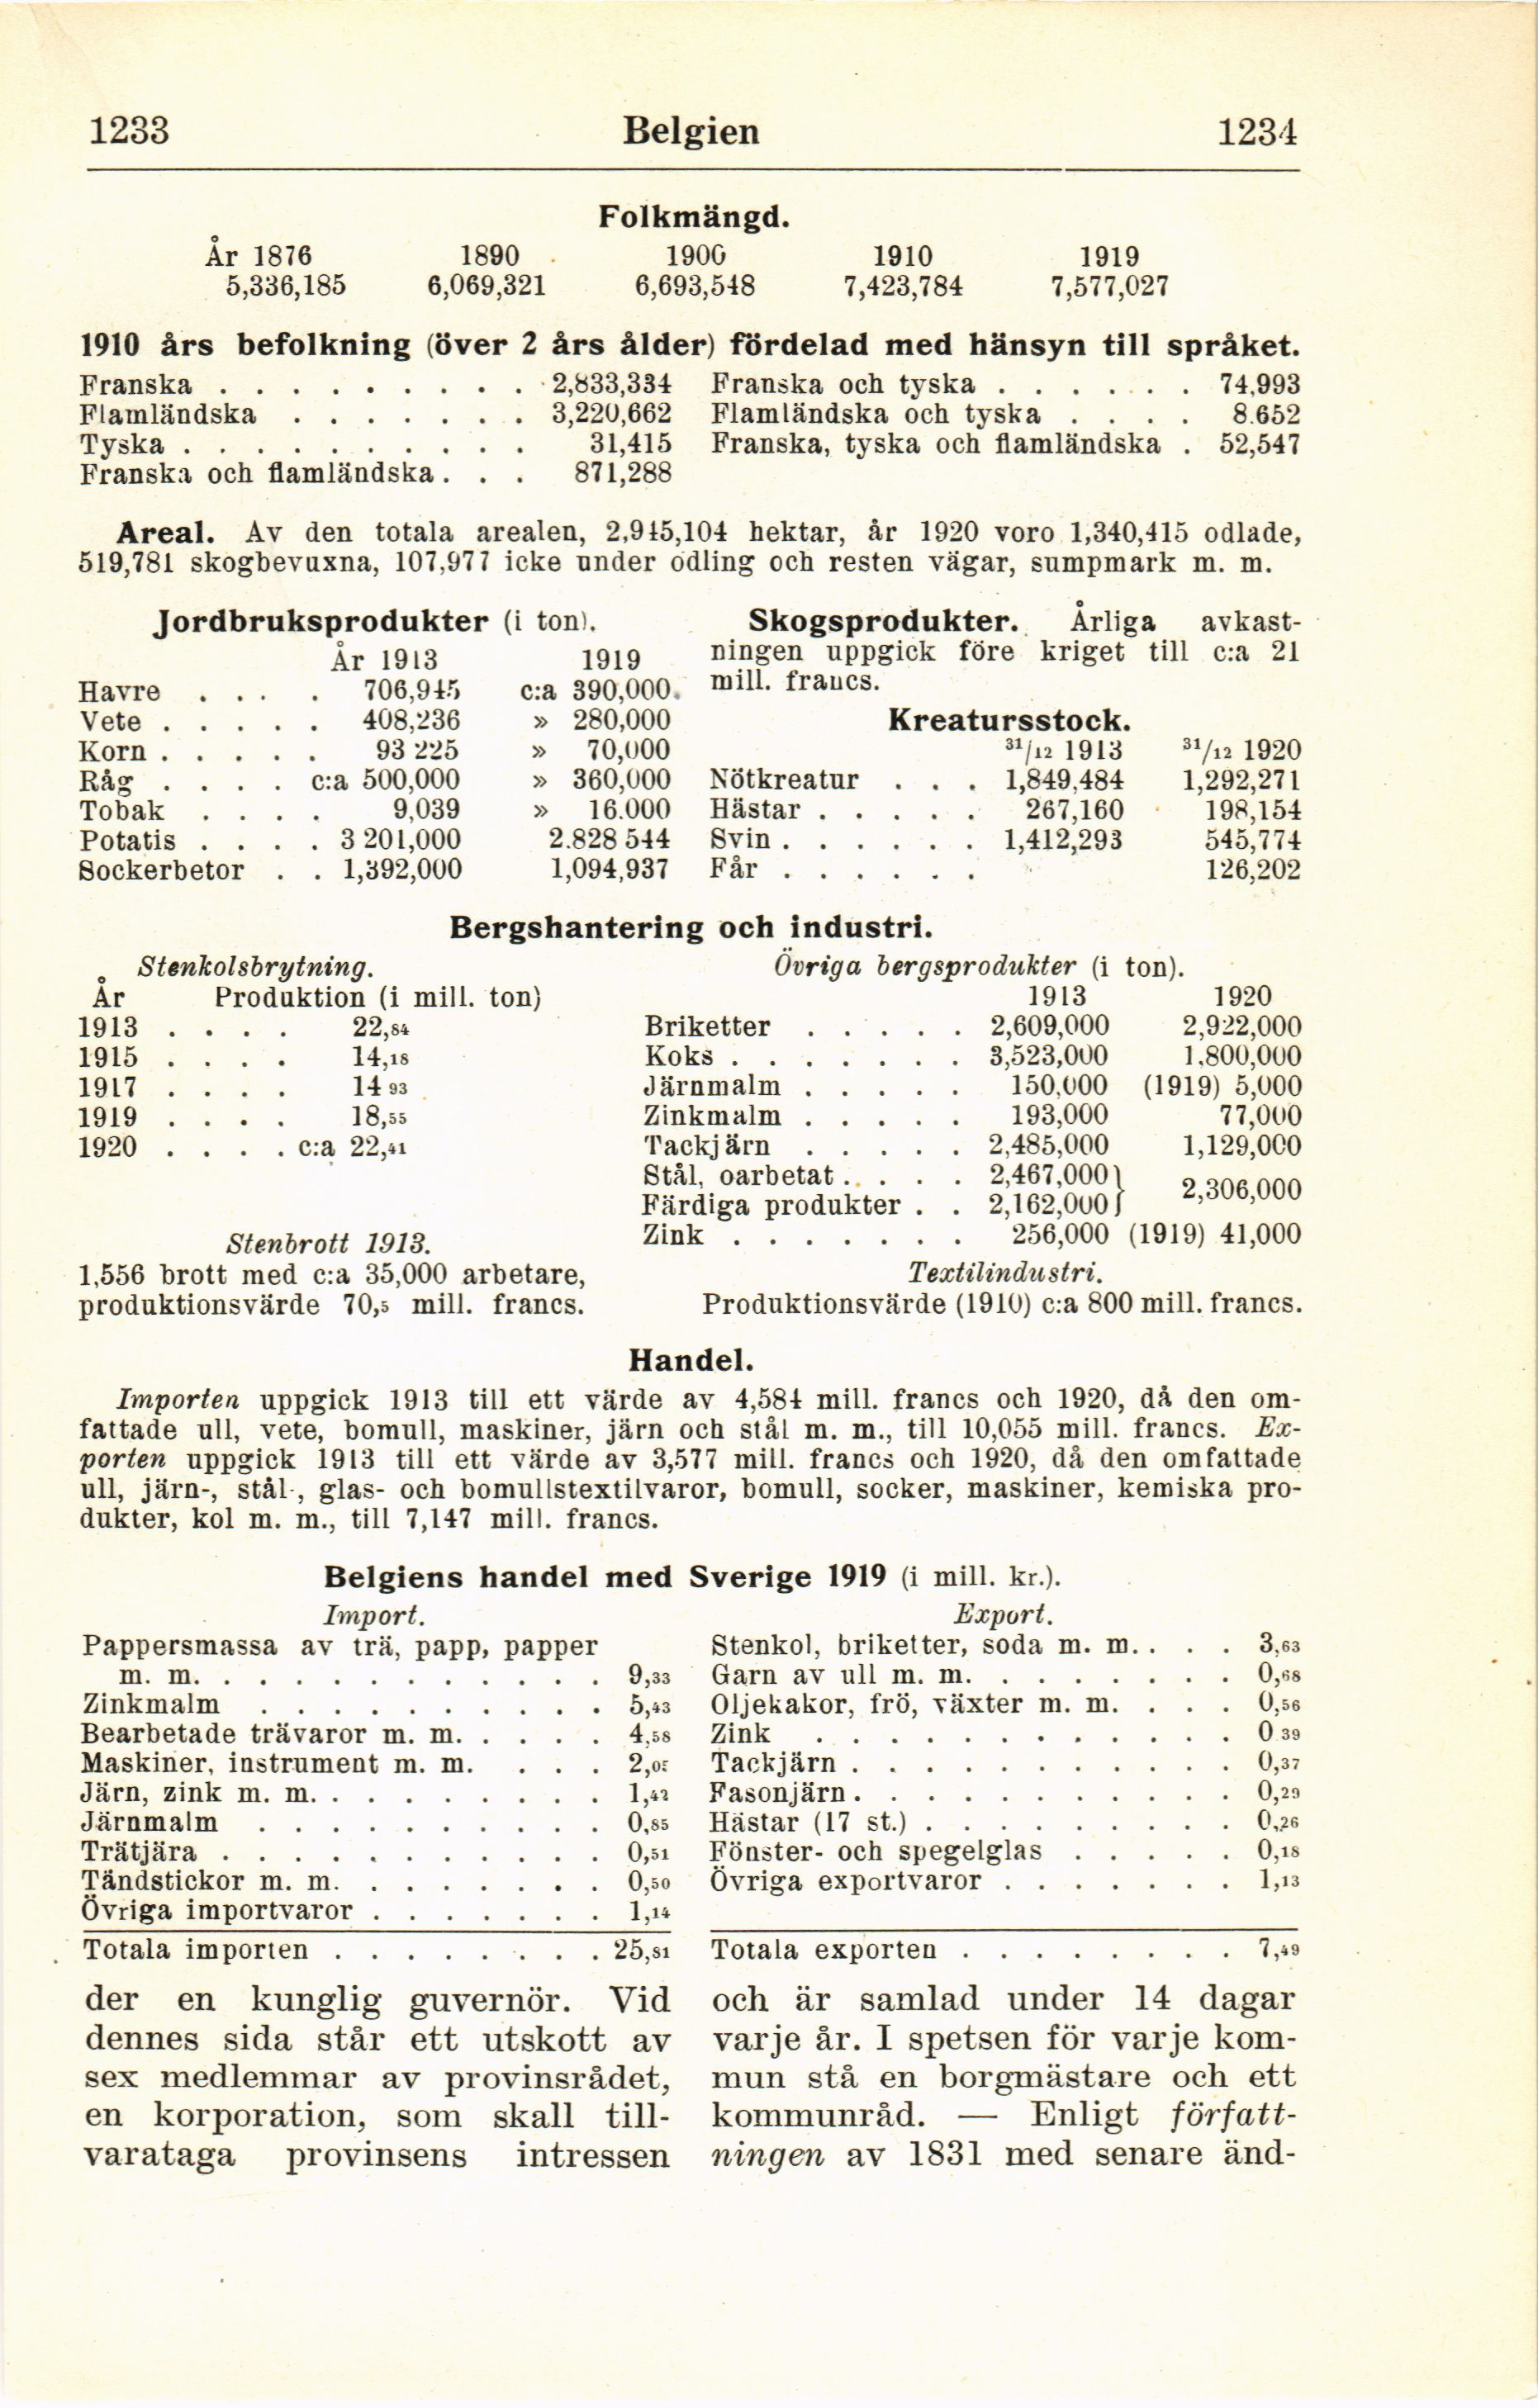 1233 Belgien 1234
Folkmängd.
År 1876 1890 1900 1910 1919
5,336,185 6,069,321 6,693,548 7,423,784 7,577,027
1910 års befolkning (över 2 års ålder) fördelad med hänsyn till språket.
Franska . . . . . . . . . 2,833,334 Franska och tyska . . . . . . 74,993
Flamländska . . . . . . . 3,220,662 Flamländska och tyska . . . . 8.652
Tyska . . . . . . . . . . 31,415 Franska, tyska och flamländska . 52,547
Franska och flamländska . . . 871,288
Areal. Av den totala arealen, 2,945,104 hektar, år 1920 voro 1,340,415 odlade,
519,781 skogbevuxna, 107,977 icke under odling och resten vägar, sumpmark m. m.
Jordbruksprodukter (i ton).
År 1913 1919
Havre . . . . 706,945 c:a 390,000
Vete . . . . . 408,236 » 280,000
Korn . . . . . 93 225 » 70,000
Råg . . . . c:a 500,000 » 360,000
Tobak . . . . 9,039 » 16.000
Potatis . . . . 3 201,000 2.828 544
Sockerbetor . . 1,392,000 1,094,937
Skogsprodukter. Årliga avkast-
ningen uppgick före kriget till c:a 21
mill. francs.
Kreatursstock.
31/12 1913 31/12 1920
Nötkreatur . . . 1,849,484 1,292,271
Hästar . . . . . 267,160 198,154
Svin . . . . . . 1,412,293 545,774
Får . . . . . . 126,202
Bergshantering och industri.
Stenkolsbrytning.
År Produktion (i mill. ton)
1913 . . . . 22,84
1915 . . . . 14,18
1917 . . . . 14 93
1919 . . . . 18,55
1920 . . . . c:a 22,41
Stenbrott 1913.
1,556 brott med c:a 35,000 arbetare,
produktionsvärde 70,5 mill. francs.
Övriga bergsprodukter (i ton).
1913 1920
Briketter . . . . . 2,609,000 2,922,000
Koks . . . . . . . 3,523,000 1,800,000
Järnmalm . . . . . 150,000 (1919) 5,000
Zinkmalm . . . . . 193,000 77,000
Tackjärn . . . . . 2,485,000 1,129,000
Stål, oarbetat . . . . 2,467,000}
Färdiga produkter . . 2,162,000} 2,306,000
Zink . . . . . . . 256,000 (1919) 41,000
Textilindustri.
Produktionsvärde (1910) c:a 800 mill. francs.
Handel.
Importen uppgick 1913 till ett värde av 4,584 mill. francs och 1920, då den om-
fattade ull, vete, bomull, maskiner, järn och stål m. m., till 10,055 mill. francs. Ex-
porten uppgick 1913 till ett värde av 3,577 mill. francs och 1920, då den omfattade
ull, järn-, stål-, glas- och bomullstextilvaror, bomull, socker, maskiner, kemiska pro-
dukter, kol m. m., till 7,147 mill. francs.
Belgiens handel med Sverige 1919 (i mill. kr.).
Import.
Pappersmassa av trä, papp, papper
m. m. . . . . . . . . . . . 9,33
Zinkmalm . . . . . . . . . . 5,43
Bearbetade trävaror m. m. . . . . 4,58
Maskiner, instrument m. m. . . . 2,05
Järn, zink m. m. . . . . . . . . 1,42
Järnmalm . . . . . . . . . . 0,85
Trätjära . . . . . . . . . . . 0,51
Tändstickor m. m. . . . . . . . 0,50
Övriga importvaror . . . . . . . 1,14
Totala importen . . . . . . . . 25,81
Export.
Stenkol, briketter, soda m. m. . . . 3,63
Garn av ull m. m. . . . . . . . 0,68
Oljekakor, frö, växter m. m. . . . 0,56
Zink . . . . . . . . . . . . 0 39
Tackjärn . . . . . . . . . . . 0,37
Fasonjärn . . . . . . . . . . . 0,29
Hästar (17 st.) . . . . . . . . . 0,26
Fönster- och spegelglas . . . . . 0,18
Övriga exportvaror . . . . . . . 1,13
Totala exporten . . . . . . . . 7,49
der en kunglig guvernör. Vid
dennes sida står ett utskott av
sex medlemmar av provinsrådet,
en korporation, som skall till-
varataga provinsens intressen
och är samlad under 14 dagar
varje år. I spetsen för varje kom-
mun stå en borgmästare och ett
kommunråd. — Enligt författ-
ningen av 1831 med senare änd-